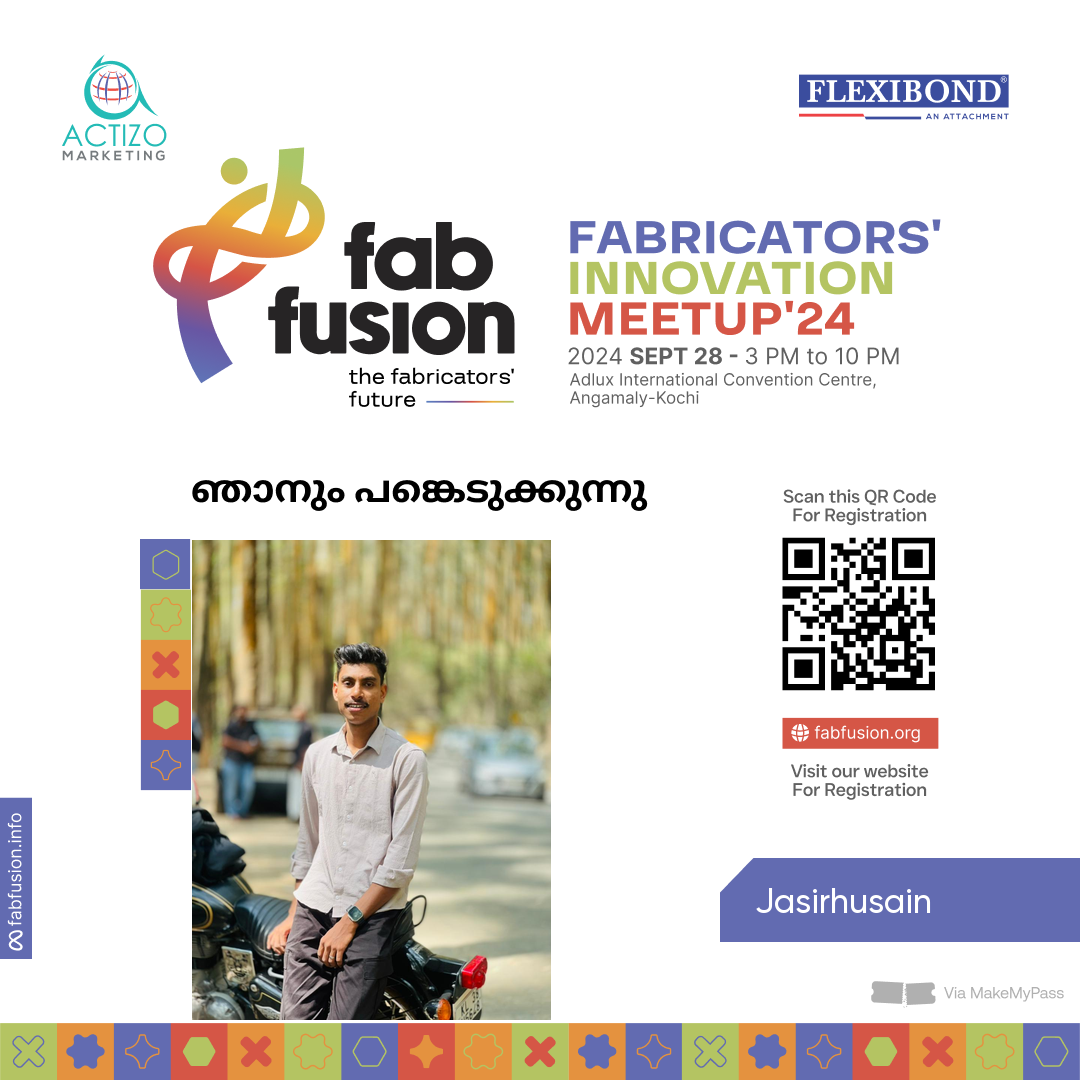 ACTIZO
MARKETING
FLEXIBOND®
AN ATTACHMENT
fab
fusion
the fabricators'
future
FABRICATORS'
INNOVATION
MEETUP'24
2024 SEPT 28 - 3 PM to 10 PM
Adlux International Convention Centre,
Angamaly-Kochi
ഞാനും പങ്കെടുക്കുന്നു
Scan this QR Code
For Registration
fabfusion.org
Visit our website
For Registration
fabfusion.info
Jasirhusain
Via MakeMyPass